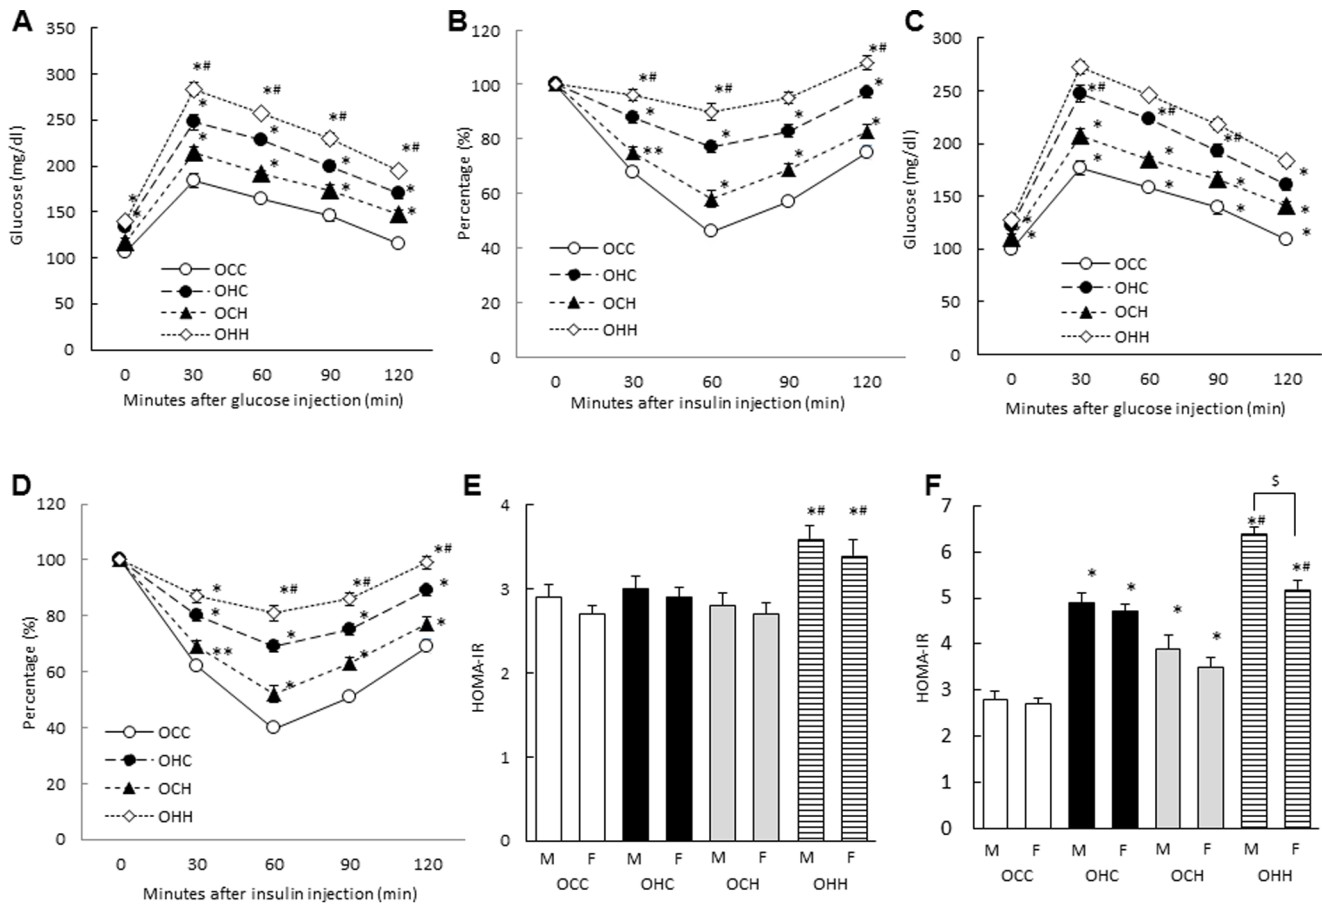 A
350
300
250
200
150
100
50
0
Glucose (mg/dl)
*#
*
*
*#
*
*
*#
*
*
*#
*
*
*
*
OCC
OHC
OCH
OHH
0 30 60 90 120
Minutes after glucose injection (min)
B
120
100
80
60
40
20
0
Percentage (%)
*#
*
**
*#
*
*
*
*
*#
*
*
OCC
OHC
OCH
OHH
0 30 60 90 120
Minutes after insulin injection (min)
C
300
250
200
150
100
50
0
Glucose (mg/dl)
*#
*
*
*#
*
*
*#
*
*
*
*
*
*
*
OCC
OHC
OCH
OHH
0 30 60 90 120
Minutes after glucose injection (min)
D
120
100
80
60
40
20
0
Percentage (%)
*
*
**
*#
*
*
*#
*
*
*#
*
*
OCC
OHC
OCH
OHH
0 30 60 90 120
Minutes after insulin injection (min)
E
4
3
2
1
0
HOMA-IR
*# *#
M F M F M F M F
OCC OHC OCH OHH
F
7
6
5
4
3
2
1
0
HOMA-IR
$
*#
*#
* *
*
*
M F M F M F M F
OCC OHC OCH OHH